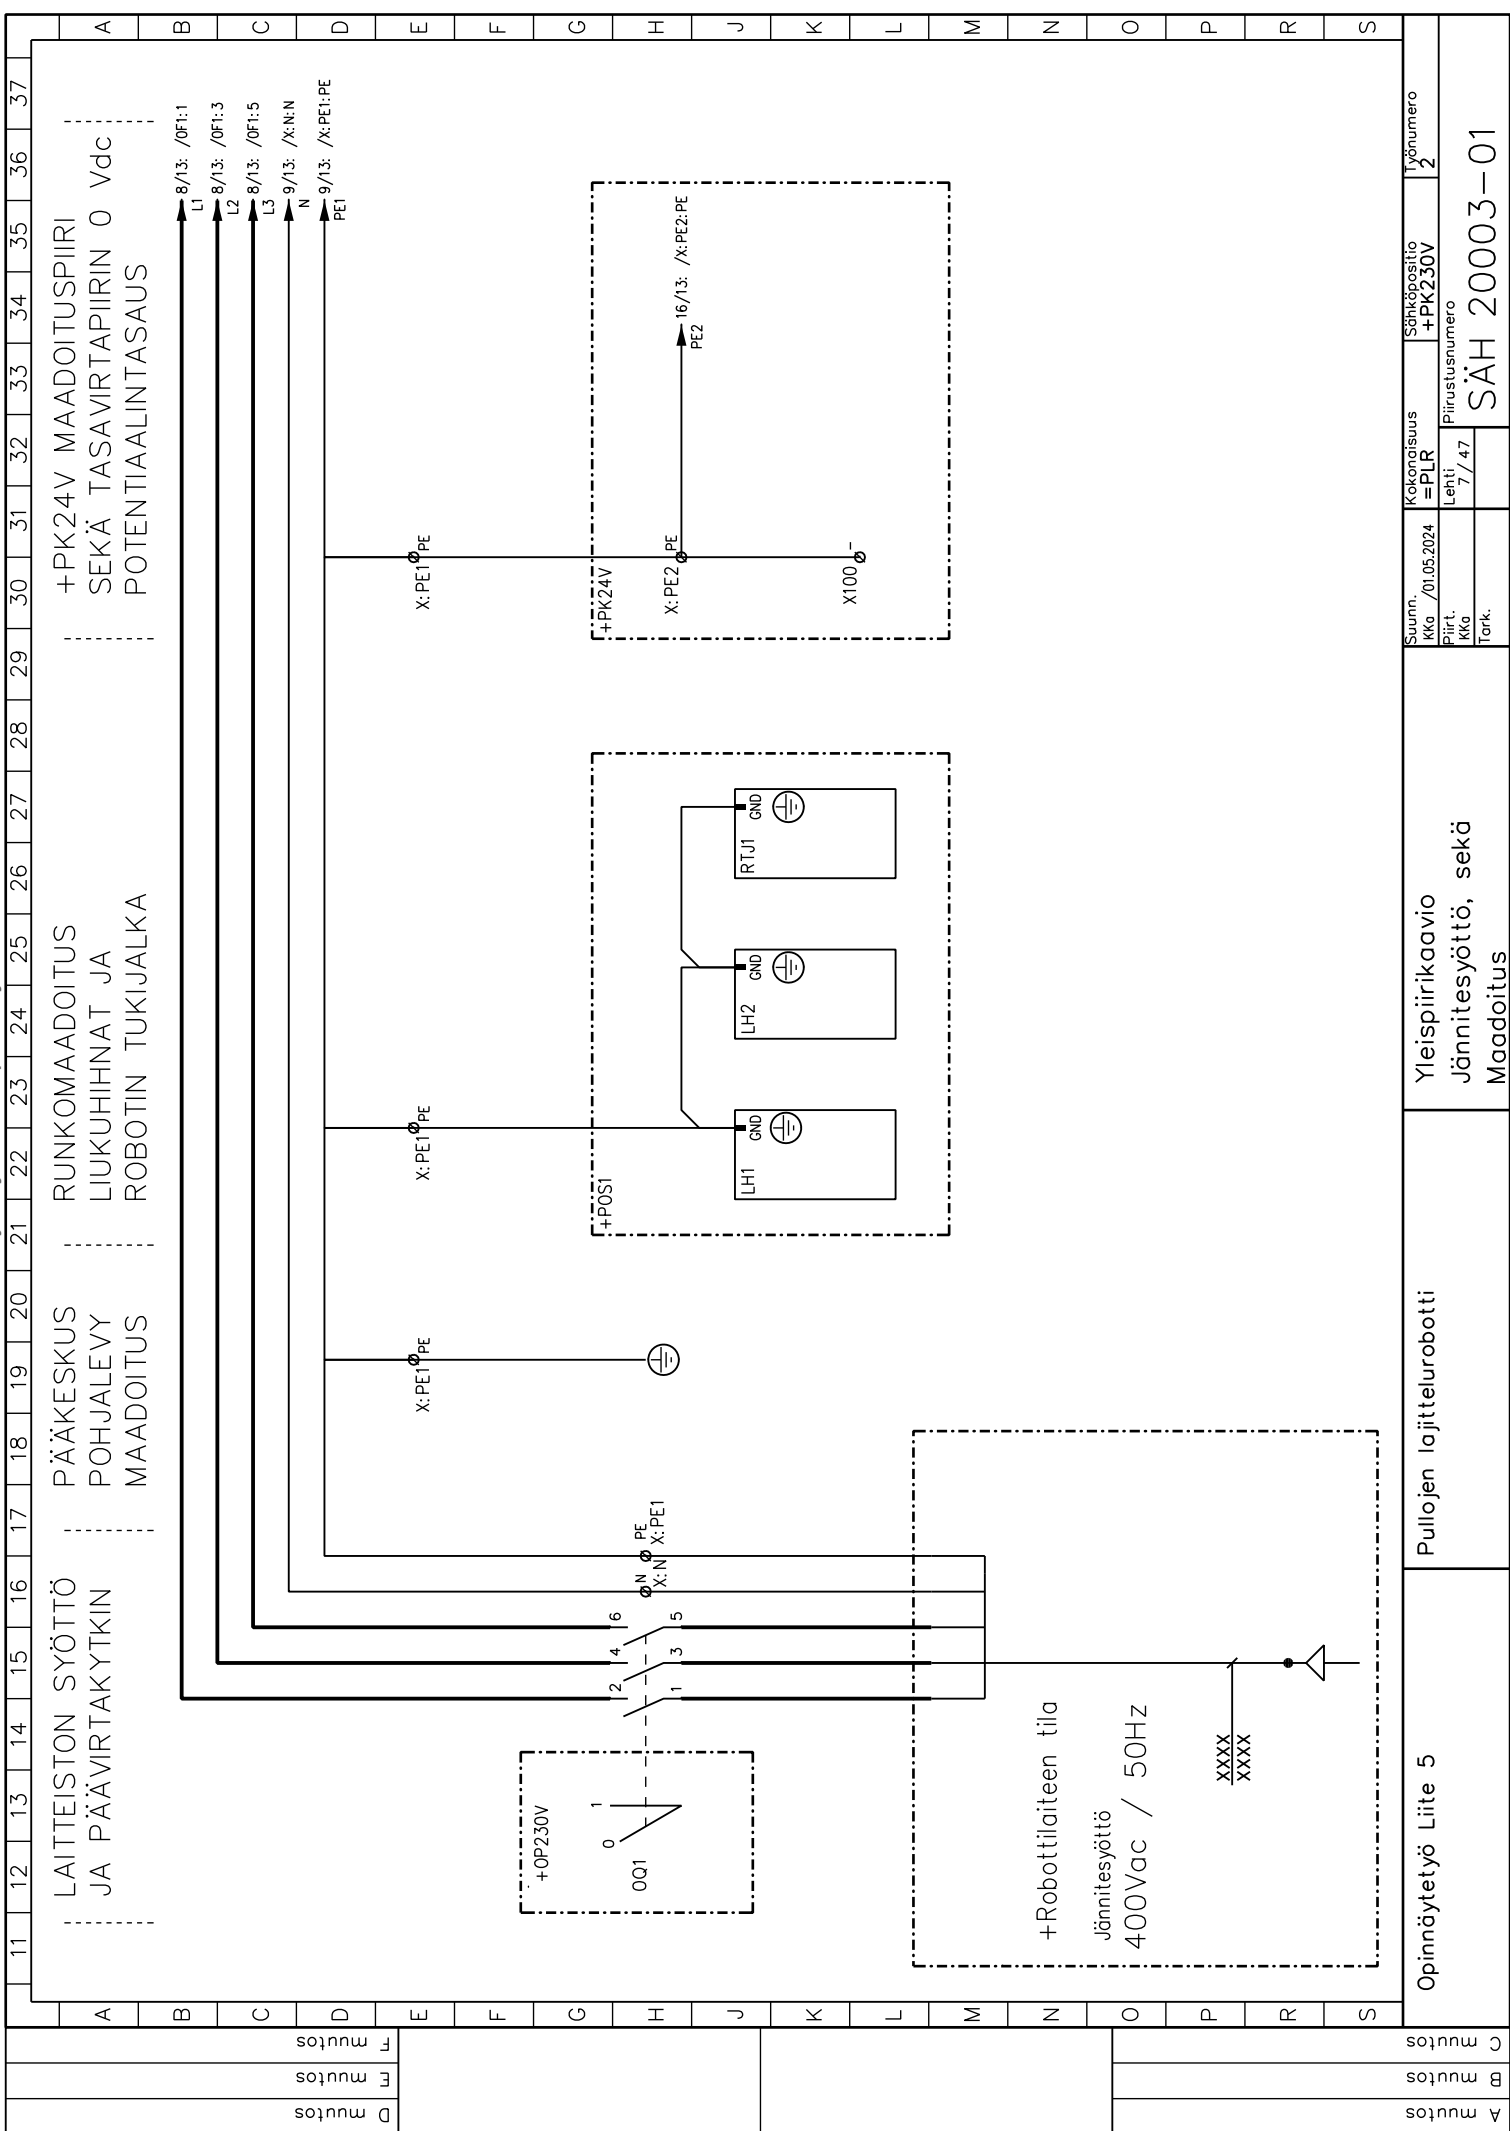 11 12 13 14 15 16 17 18 19 20 21 22 23 24 25 26 27 28 29 30 31 32 33 34 35 36 37
A
B
C
D
E
F
G
H
J
K
L
M
N
O
P
R
S
A
B
C
D
E
F
G
H
J
K
L
M
N
O
P
R
S
LAITTEISTON SYÖTTÖ
JA PÄÄVIRTAKYTKIN
PÄÄKESKUS
POHJALEVY
MAADOITUS
RUNKOMAADOITUS
LIUKUHIHNAT JA
ROBOTIN TUKIJALKA
+PK24V MAADOITUSPIIRI
SEKÄ TASAVIRTAPIIRIN 0 Vdc
POTENTIAALINTASAUS
8/13: /0F1:1
L1
8/13: /0F1:3
L2
8/13: /0F1:5
L3
9/13: /X:N:N
N
9/13: /X:PE1:PE
PE1
X:PE1 PE
X:PE1 PE
X:PE1 PE
+OP230V
0 1
0Q1
2 4 6
1 3 5
N
X:N
PE
X:PE1
+POS1
LH1
GND
LH2
GND
RTJ1
GND
+PK24V
X:PE2 PE
16/13: /X:PE2:PE
PE2
X100 -
+Robottilaiteen tila
Jännitesyöttö
400Vac / 50Hz
XXXX
XXXX
Opinnäytetyö Liite 5
Pullojen lajittelurobotti
Yleispiirikaavio
Jännitesyöttö, sekä
Maadoitus
Suunn.
KKa /01.05.2024
Piirt.
KKa
Tark.
Kokonaisuus
=PLR
Sähköpositio
+PK230V
Työnumero
2
Lehti
7/47
Piirustusnumero
SÄH 20003-01
A muutos
B muutos
C muutos
D muutos
E muutos
F muutos